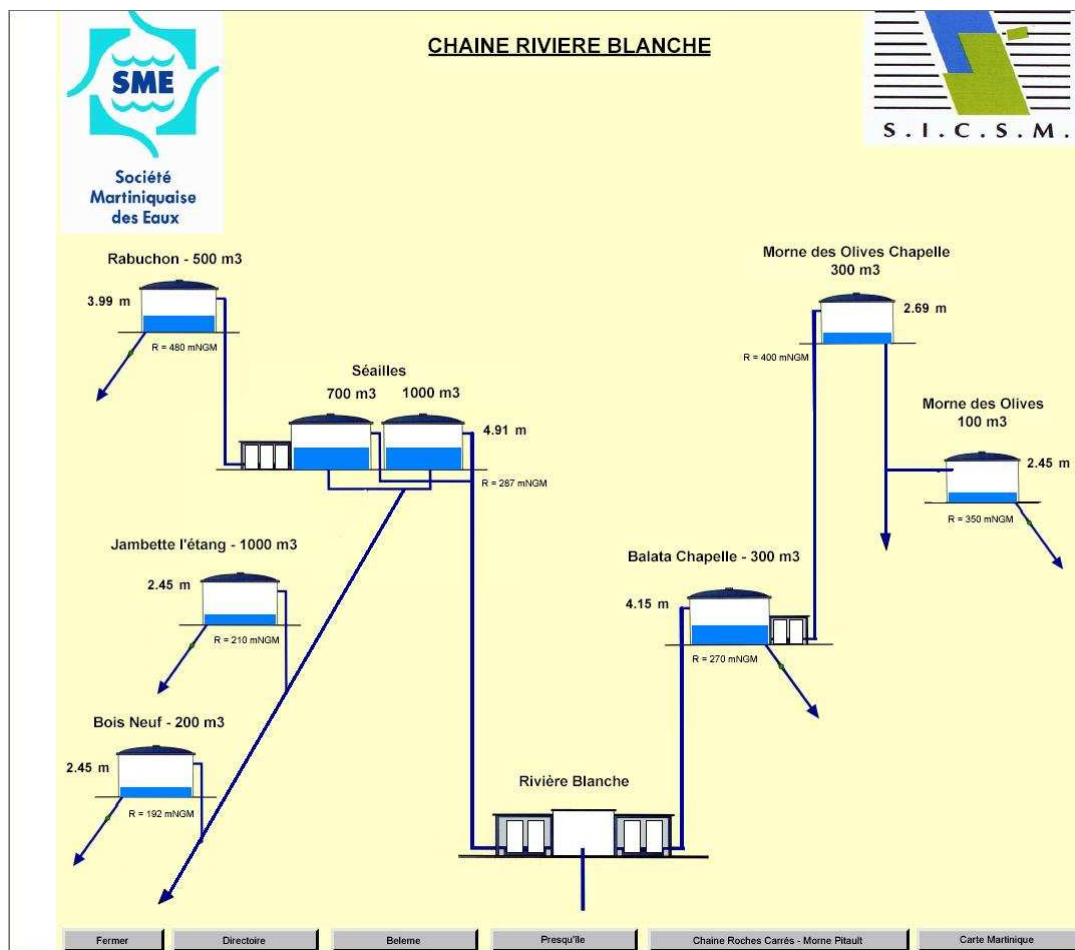 CHAINE RIVIERE BLANCHE
SME
Société
Martiniquaise
des Eaux
S.I.C.S.M.
Rabuchon - 500 m3
3.99 m
R = 480 mNGM
Morne des Olives Chapelle
300 m3
2.69 m
R = 400 mNGM
Séailles
700 m3
1000 m3
4.91 m
R = 287 mNGM
Morne des Olives
100 m3
2.45 m
R = 350 mNGM
Jambette l'étang - 1000 m3
2.45 m
R = 210 mNGM
Balata Chapelle - 300 m3
4.15 m
R = 270 mNGM
Bois Neuf - 200 m3
2.45 m
R = 192 mNGM
Rivière Blanche
Fermer
Directoire
Beleme
Presqu'île
Chaine Roches Carrés - Morne Pitault
Carte Martinique